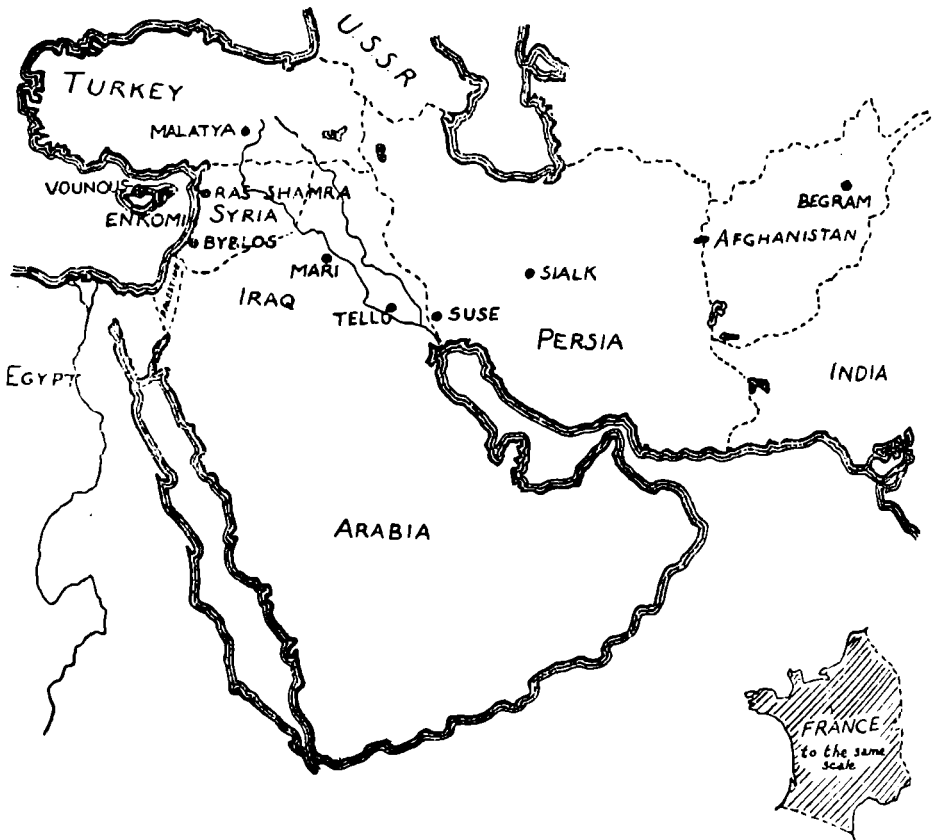 USSR
TURKEY
MALATYA
VOUNOUS
RAS SHAMRA
ENKOMI
SYRIA
BYBLOS
BEGRAM
AFGHANISTAN
MARI
SIALK
IRAQ
TELLO
SUSE
PERSIA
EGYPT
INDIA
ARABIA
FRANCE
to the same
scale